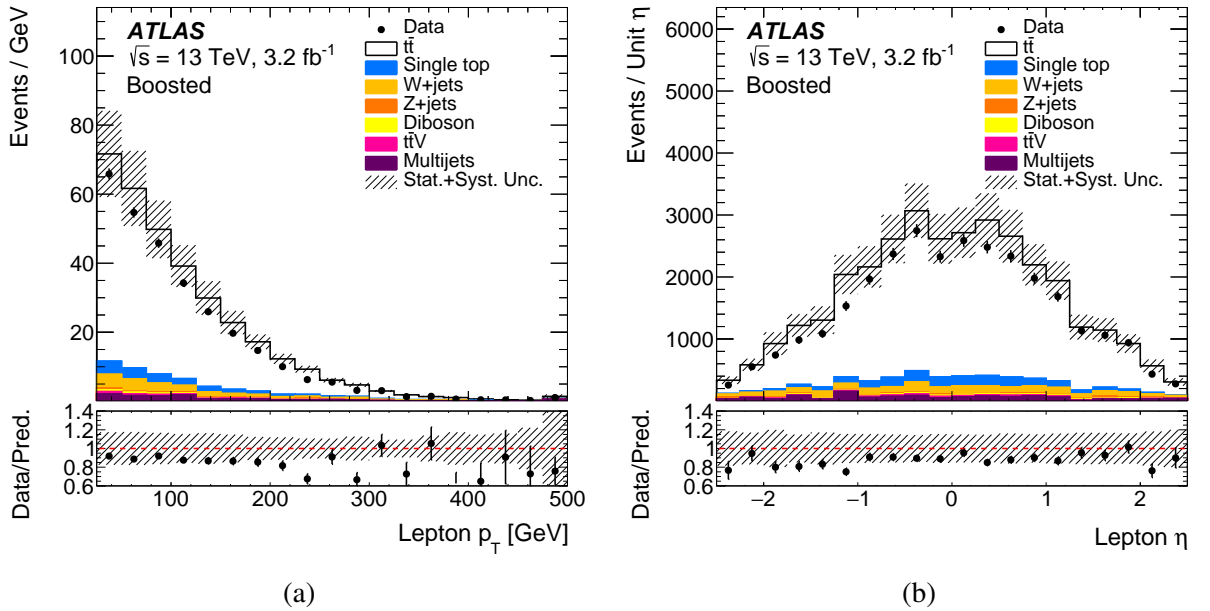 Events / GeV
100
80
60
40
20
ATLAS
√s = 13 TeV, 3.2 fb⁻¹
Boosted
Data
tt̄
Single top
W+jets
Z+jets
Diboson
tt̄V
Multijets
Stat.+Syst. Unc.
Data/Pred.
1.4
1.2
1
0.8
0.6
100 200 300 400 500
Lepton p_T [GeV]
(a)
Events / Unit η
6000
5000
4000
3000
2000
1000
ATLAS
√s = 13 TeV, 3.2 fb⁻¹
Boosted
Data
tt̄
Single top
W+jets
Z+jets
Diboson
tt̄V
Multijets
Stat.+Syst. Unc.
Data/Pred.
1.4
1.2
1
0.8
0.6
−2 −1 0 1 2
Lepton η
(b)